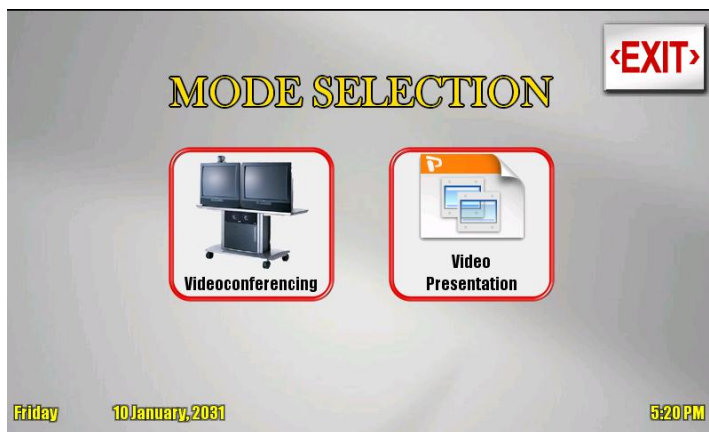 ‹EXIT›
MODE SELECTION
Videoconferencing
Video
Presentation
Friday 10 January, 2031 5:20 PM